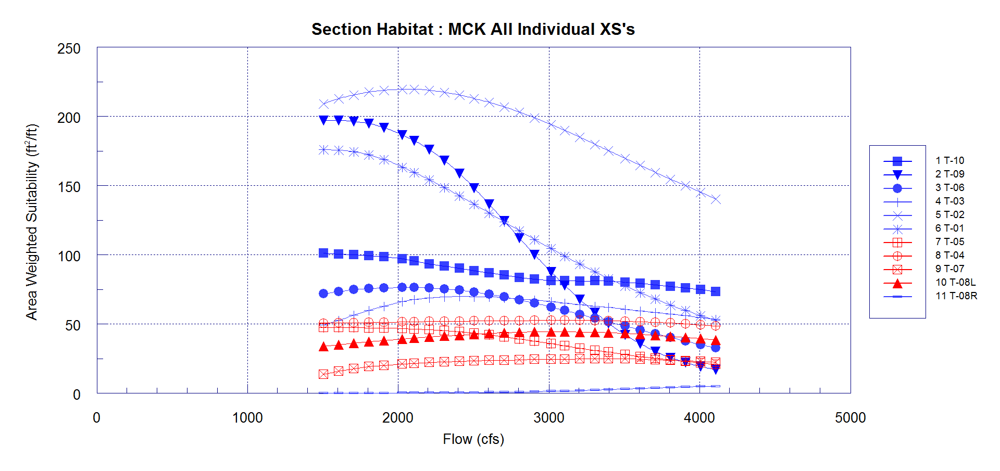 Section Habitat : MCK All Individual XS's
250
200
150
100
50
0
Area Weighted Suitability (ft²/ft)
0 1000 2000 3000 4000 5000
Flow (cfs)
1 T-10
2 T-09
3 T-06
4 T-03
5 T-02
6 T-01
7 T-05
8 T-04
9 T-07
10 T-08L
11 T-08R